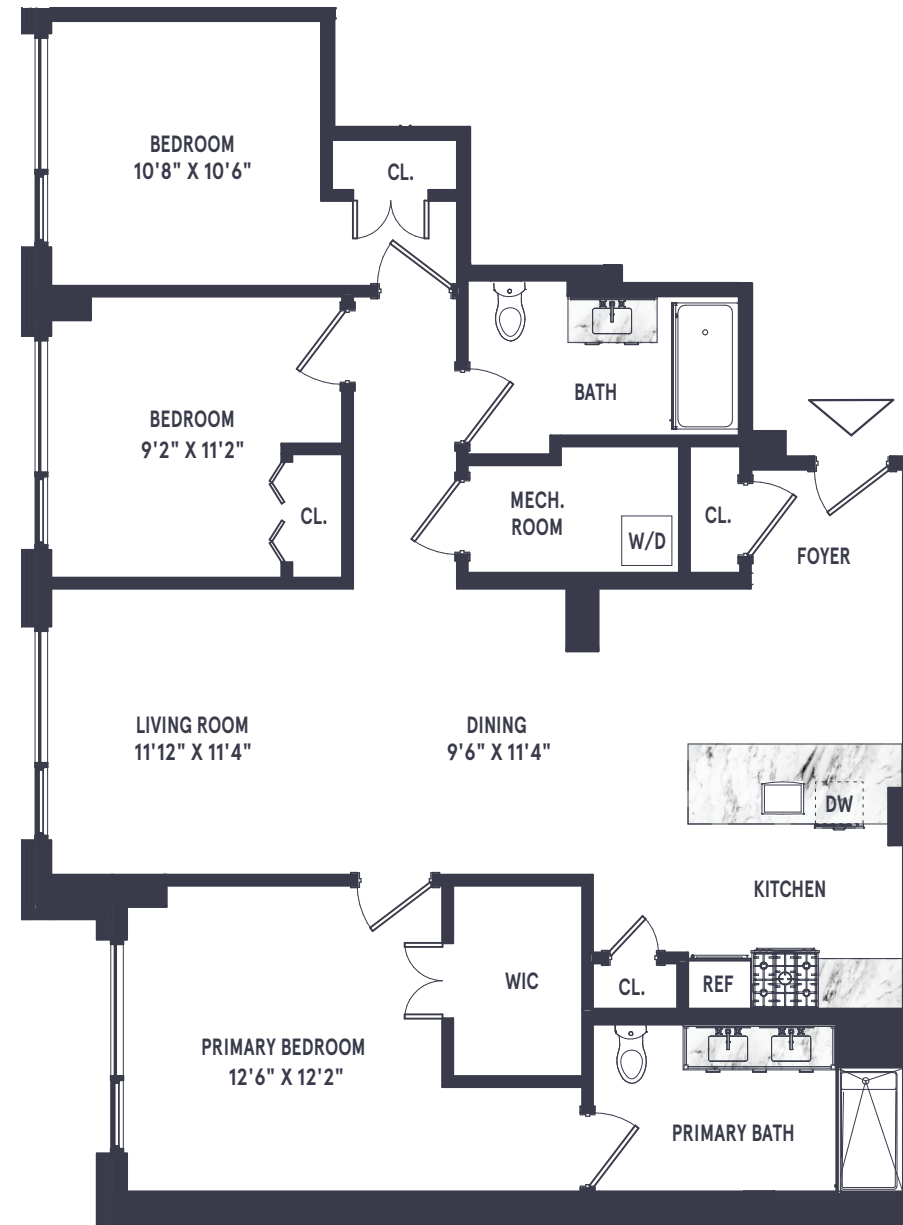 BEDROOM
10'8" X 10'6"
CL.
BEDROOM
9'2" X 11'2"
CL.
BATH
MECH.
ROOM
W/D
CL.
FOYER
LIVING ROOM
11'12" X 11'4"
DINING
9'6" X 11'4"
DW
KITCHEN
WIC
CL.
REF
PRIMARY BEDROOM
12'6" X 12'2"
PRIMARY BATH